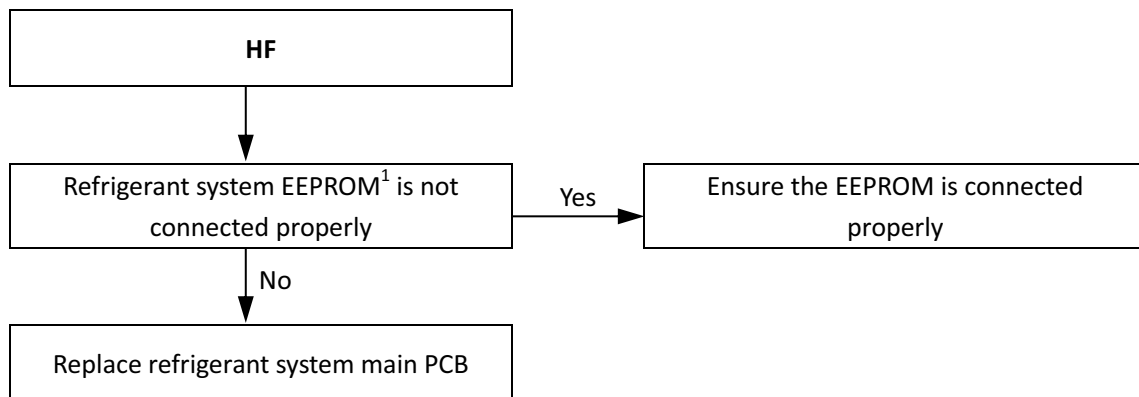 HF
Refrigerant system EEPROM¹ is not
connected properly
Yes
Ensure the EEPROM is connected
properly
No
Replace refrigerant system main PCB